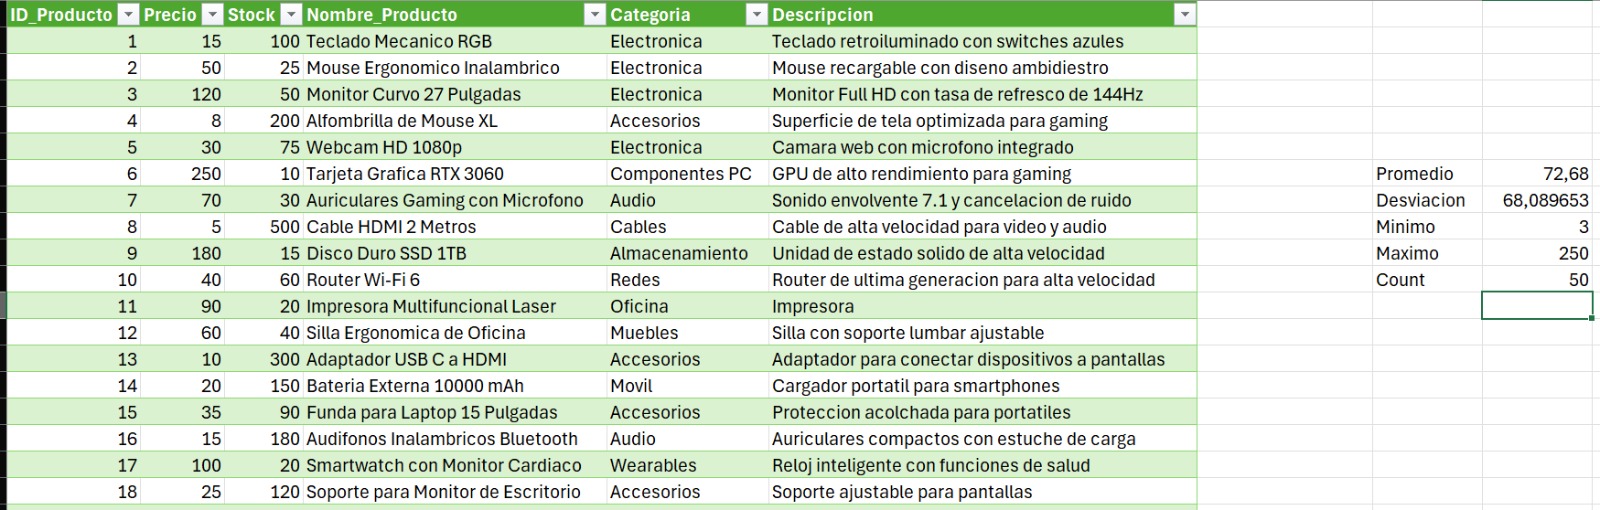 ID_Producto Precio Stock Nombre_Producto Categoria Descripcion
1 15 100 Teclado Mecanico RGB Electronica Teclado retroiluminado con switches azules
2 50 25 Mouse Ergonomico Inalambrico Electronica Mouse recargable con diseno ambidiestro
3 120 50 Monitor Curvo 27 Pulgadas Electronica Monitor Full HD con tasa de refresco de 144Hz
4 8 200 Alfombrilla de Mouse XL Accesorios Superficie de tela optimizada para gaming
5 30 75 Webcam HD 1080p Electronica Camara web con microfono integrado
6 250 10 Tarjeta Grafica RTX 3060 Componentes PC GPU de alto rendimiento para gaming Promedio 72,68
7 70 30 Auriculares Gaming con Microfono Audio Sonido envolvente 7.1 y cancelacion de ruido Desviacion 68,089653
8 5 500 Cable HDMI 2 Metros Cables Cable de alta velocidad para video y audio Minimo 3
9 180 15 Disco Duro SSD 1TB Almacenamiento Unidad de estado solido de alta velocidad Maximo 250
10 40 60 Router Wi-Fi 6 Redes Router de ultima generacion para alta velocidad Count 50
11 90 20 Impresora Multifuncional Laser Oficina Impresora
12 60 40 Silla Ergonomica de Oficina Muebles Silla con soporte lumbar ajustable
13 10 300 Adaptador USB C a HDMI Accesorios Adaptador para conectar dispositivos a pantallas
14 20 150 Bateria Externa 10000 mAh Movil Cargador portatil para smartphones
15 35 90 Funda para Laptop 15 Pulgadas Accesorios Proteccion acolchada para portatiles
16 15 180 Audifonos Inalambricos Bluetooth Audio Auriculares compactos con estuche de carga
17 100 20 Smartwatch con Monitor Cardiaco Wearables Reloj inteligente con funciones de salud
18 25 120 Soporte para Monitor de Escritorio Accesorios Soporte ajustable para pantallas